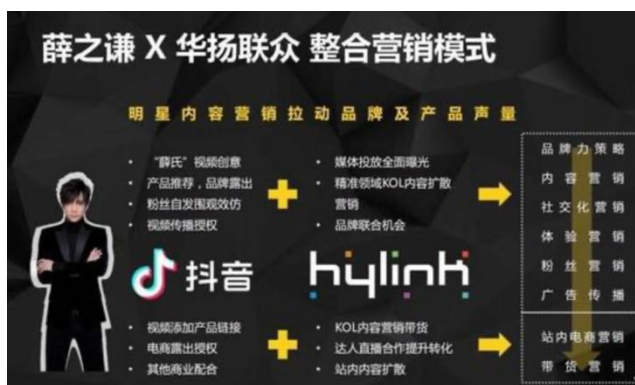 薛之谦 X 华扬联众 整合营销模式
明星内容营销拉动品牌及产品声量
• “薛氏”视频创意
• 产品推荐，品牌露出
• 粉丝自发围观效仿
• 视频传播授权
• 媒体投放全面曝光
• 精准领域KOL内容扩散
营销
• 品牌联合机会
品牌力策略
内容营销
社交化营销
体验营销
粉丝营销
广告传播
抖音
hylink
• 视频添加产品链接
• 电商露出授权
• 其他商业配合
• KOL内容营销带货
• 达人直播合作提升转化
• 站内内容扩散
站内电商营销
带货营销